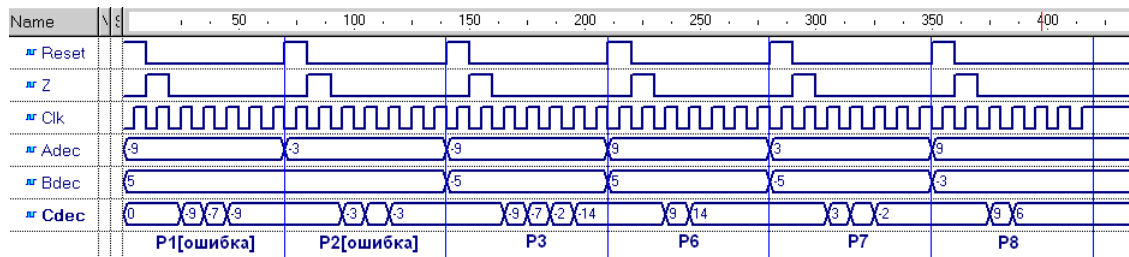 Name \ S 50 100 150 200 250 300 350 400
Reset
Z
Clk
Adec -9 -3 -9 9 3 9
Bdec 5 -5 5 -5 -3
Cdec 0 -9 -7 -9 -3 -3 -9 -7 -2 -14 9 14 3 -2 9 6
P1[ошибка] P2[ошибка] P3 P6 P7 P8